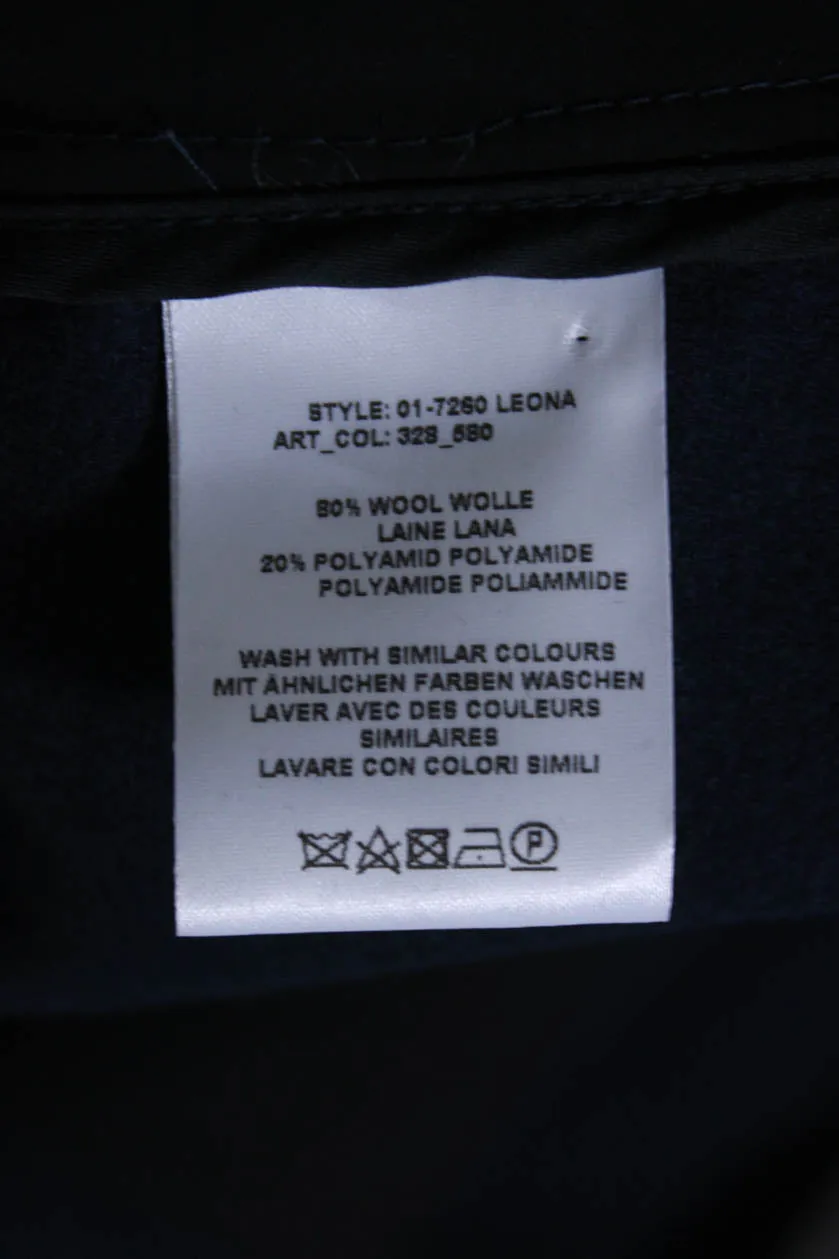 STYLE: 01-7260 LEONA
ART_COL: 328_580
80% WOOL WOLLE
LAINE LANA
20% POLYAMID POLYAMIDE
POLYAMIDE POLIAMMIDE
WASH WITH SIMILAR COLOURS
MIT ÄHNLICHEN FARBEN WASCHEN
LAVER AVEC DES COULEURS
SIMILAIRES
LAVARE CON COLORI SIMILI
P